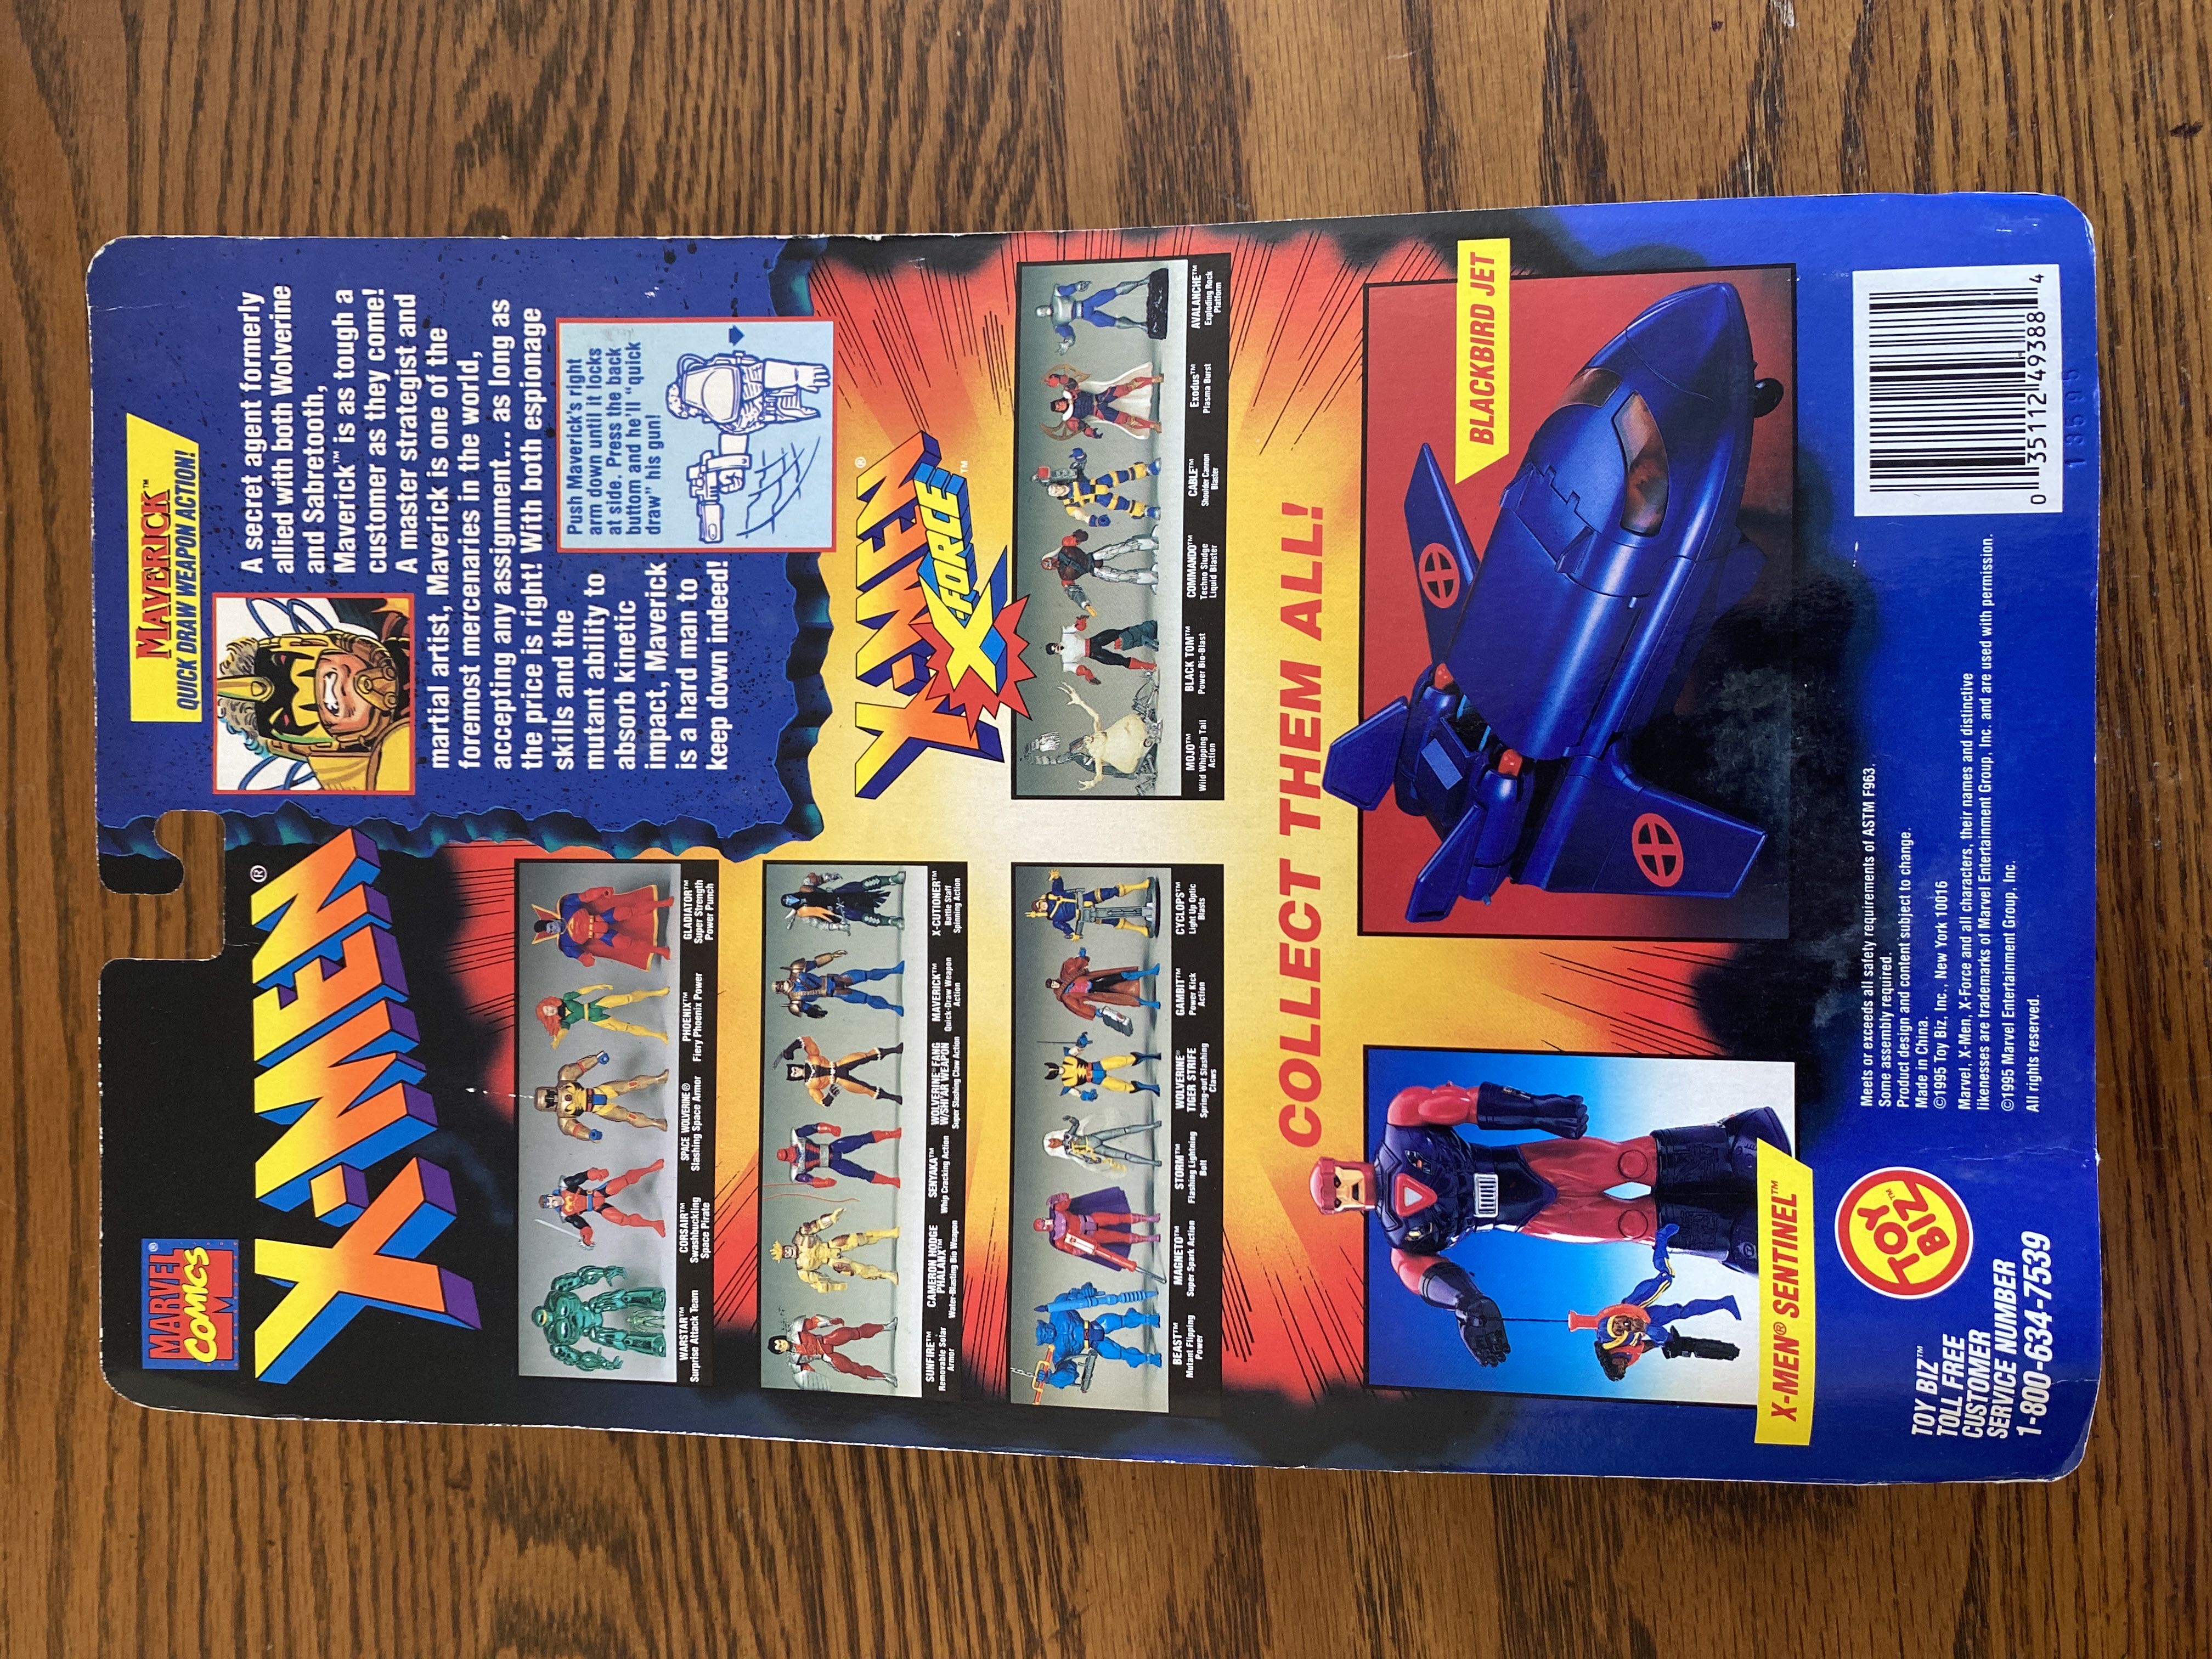 MARVEL®
COMICS
X-MEN®
MAVERICK™
QUICK DRAW WEAPON ACTION!
A secret agent formerly
allied with both Wolverine
and Sabretooth,
Maverick™ is as tough a
customer as they come!
A master strategist and
martial artist, Maverick is one of the
foremost mercenaries in the world,
accepting any assignment... as long as
the price is right! With both espionage
skills and the
mutant ability to
absorb kinetic
impact, Maverick
is a hard man to
keep down indeed!
Push Maverick's right
arm down until it locks
at side. Press the back
button and he'll "quick
draw" his gun!
WARSTAR™
Surprise Attack Team
CORSAIR™
Swashbuckling
Space Pirate
SPACE WOLVERINE®
Slashing Space Armor
PHOENIX™
Fiery Phoenix Power
GLADIATOR™
Super Strength
Power Punch
SUNFIRE™
Removable Solar
Armor
CAMERON HODGE
PHALANX™
Water-Blasting Bio Weapon
SENYAKA™
Whip Cracking Action
WOLVERINE® FANG
W/SHI'AR WEAPON
Super Slashing Claw Action
MAVERICK™
Quick-Draw Weapon
Action
X-CUTIONER™
Battle Staff
Spinning Action
X-MEN®
X-FORCE™
BEAST™
Mutant Flipping
Power
MAGNETO™
Super Spark Action
STORM™
Flashing Lightning
Bolt
WOLVERINE®
TIGER STRIFE
Spring-out Slashing
Claws
GAMBIT™
Power Kick
Action
CYCLOPS™
Light Up Optic
Blasts
MOJO™
Wild Whipping Tail
Action
BLACK TOM™
Power Bio-Blast
COMMANDO™
Techno Sludge
Liquid Blaster
CABLE™
Shoulder Cannon
Blaster
EXODUS™
Plasma Burst
AVALANCHE™
Exploding Rock
Platform
COLLECT THEM ALL!
X-MEN® SENTINEL™
BLACKBIRD JET
TOY BIZ™
TOY BIZ™
TOLL FREE
CUSTOMER
SERVICE NUMBER
1-800-634-7539
Meets or exceeds all safety requirements of ASTM F963.
Some assembly required.
Product design and content subject to change.
Made in China.
©1995 Toy Biz, Inc., New York 10016
Marvel, X-Men, X-Force and all characters, their names and distinctive
likenesses are trademarks of Marvel Entertainment Group, Inc. and are used with permission.
©1995 Marvel Entertainment Group, Inc.
All rights reserved.
0 35112 49388 4
135 95